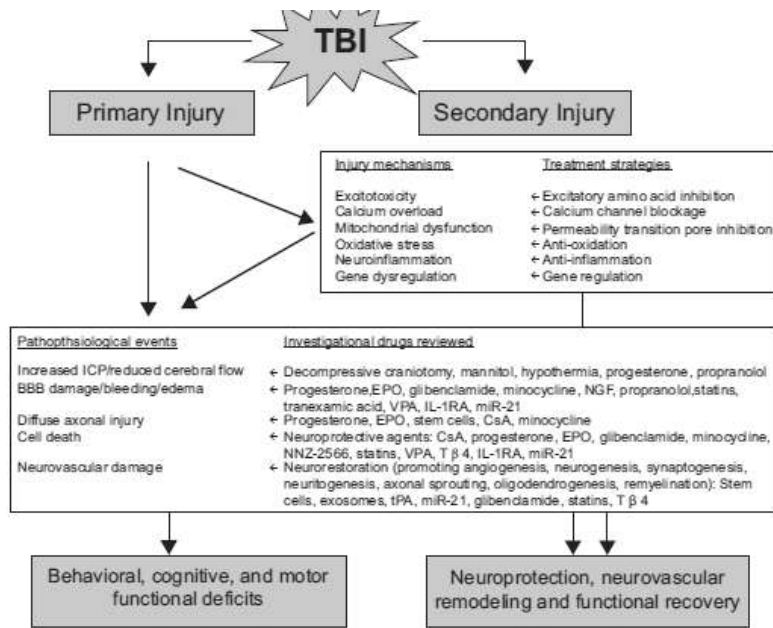 TBI
Primary Injury
Secondary Injury
Injury mechanisms
Treatment strategies
Excitotoxicity ← Excitatory amino acid inhibition
Calcium overload ← Calcium channel blockage
Mitochondrial dysfunction ← Permeability transition pore inhibition
Oxidative stress ← Anti-oxidation
Neuroinflammation ← Anti-inflammation
Gene dysregulation ← Gene regulation
Pathopthsiological events
Investigational drugs reviewed
Increased ICP/reduced cerebral flow ← Decompressive craniotomy, mannitol, hypothermia, progesterone, propranolol
BBB damage/bleeding/edema ← Progesterone,EPO, glibenclamide, minocycline, NGF, propranolol,statins,
tranexamic acid, VPA, IL-1RA, miR-21
Diffuse axonal injury ← Progesterone, EPO, stem cells, CsA, minocycline
Cell death ← Neuroprotective agents: CsA, progesterone, EPO, glibenclamide, minocycline,
NNZ-2566, statins, VPA, Tβ4, IL-1RA, miR-21
Neurovascular damage ← Neurorestoration (promoting angiogenesis, neurogenesis, synaptogenesis,
neuritogenesis, axonal sprouting, oligodendrogenesis, remyelination): Stem
cells, exosomes, tPA, miR-21, glibenclamide, statins, Tβ4
Behavioral, cognitive, and motor
functional deficits
Neuroprotection, neurovascular
remodeling and functional recovery